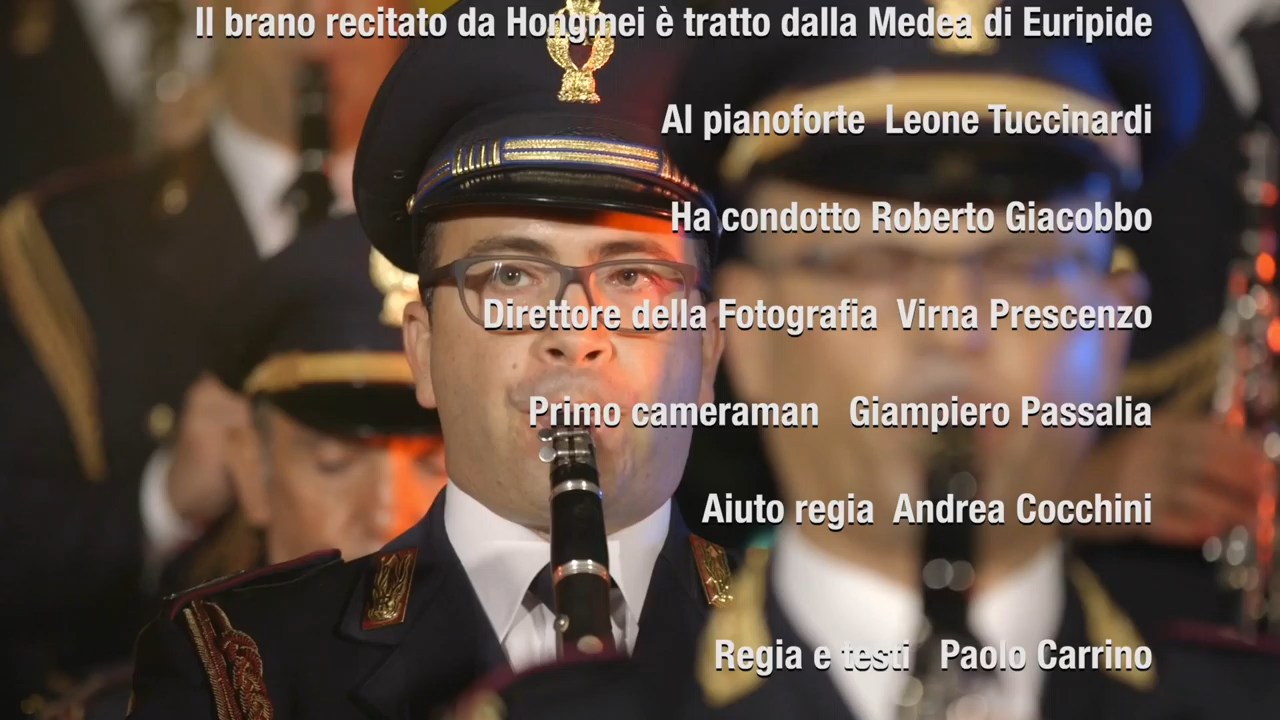 Il brano recitato da Hongmei è tratto dalla Medea di Euripide
Al pianoforte Leone Tuccinardi
Ha condotto Roberto Giacobbo
Direttore della Fotografia Virna Prescenzo
Primo cameraman Giampiero Passalia
Aiuto regia Andrea Cocchini
Regia e testi Paolo Carrino